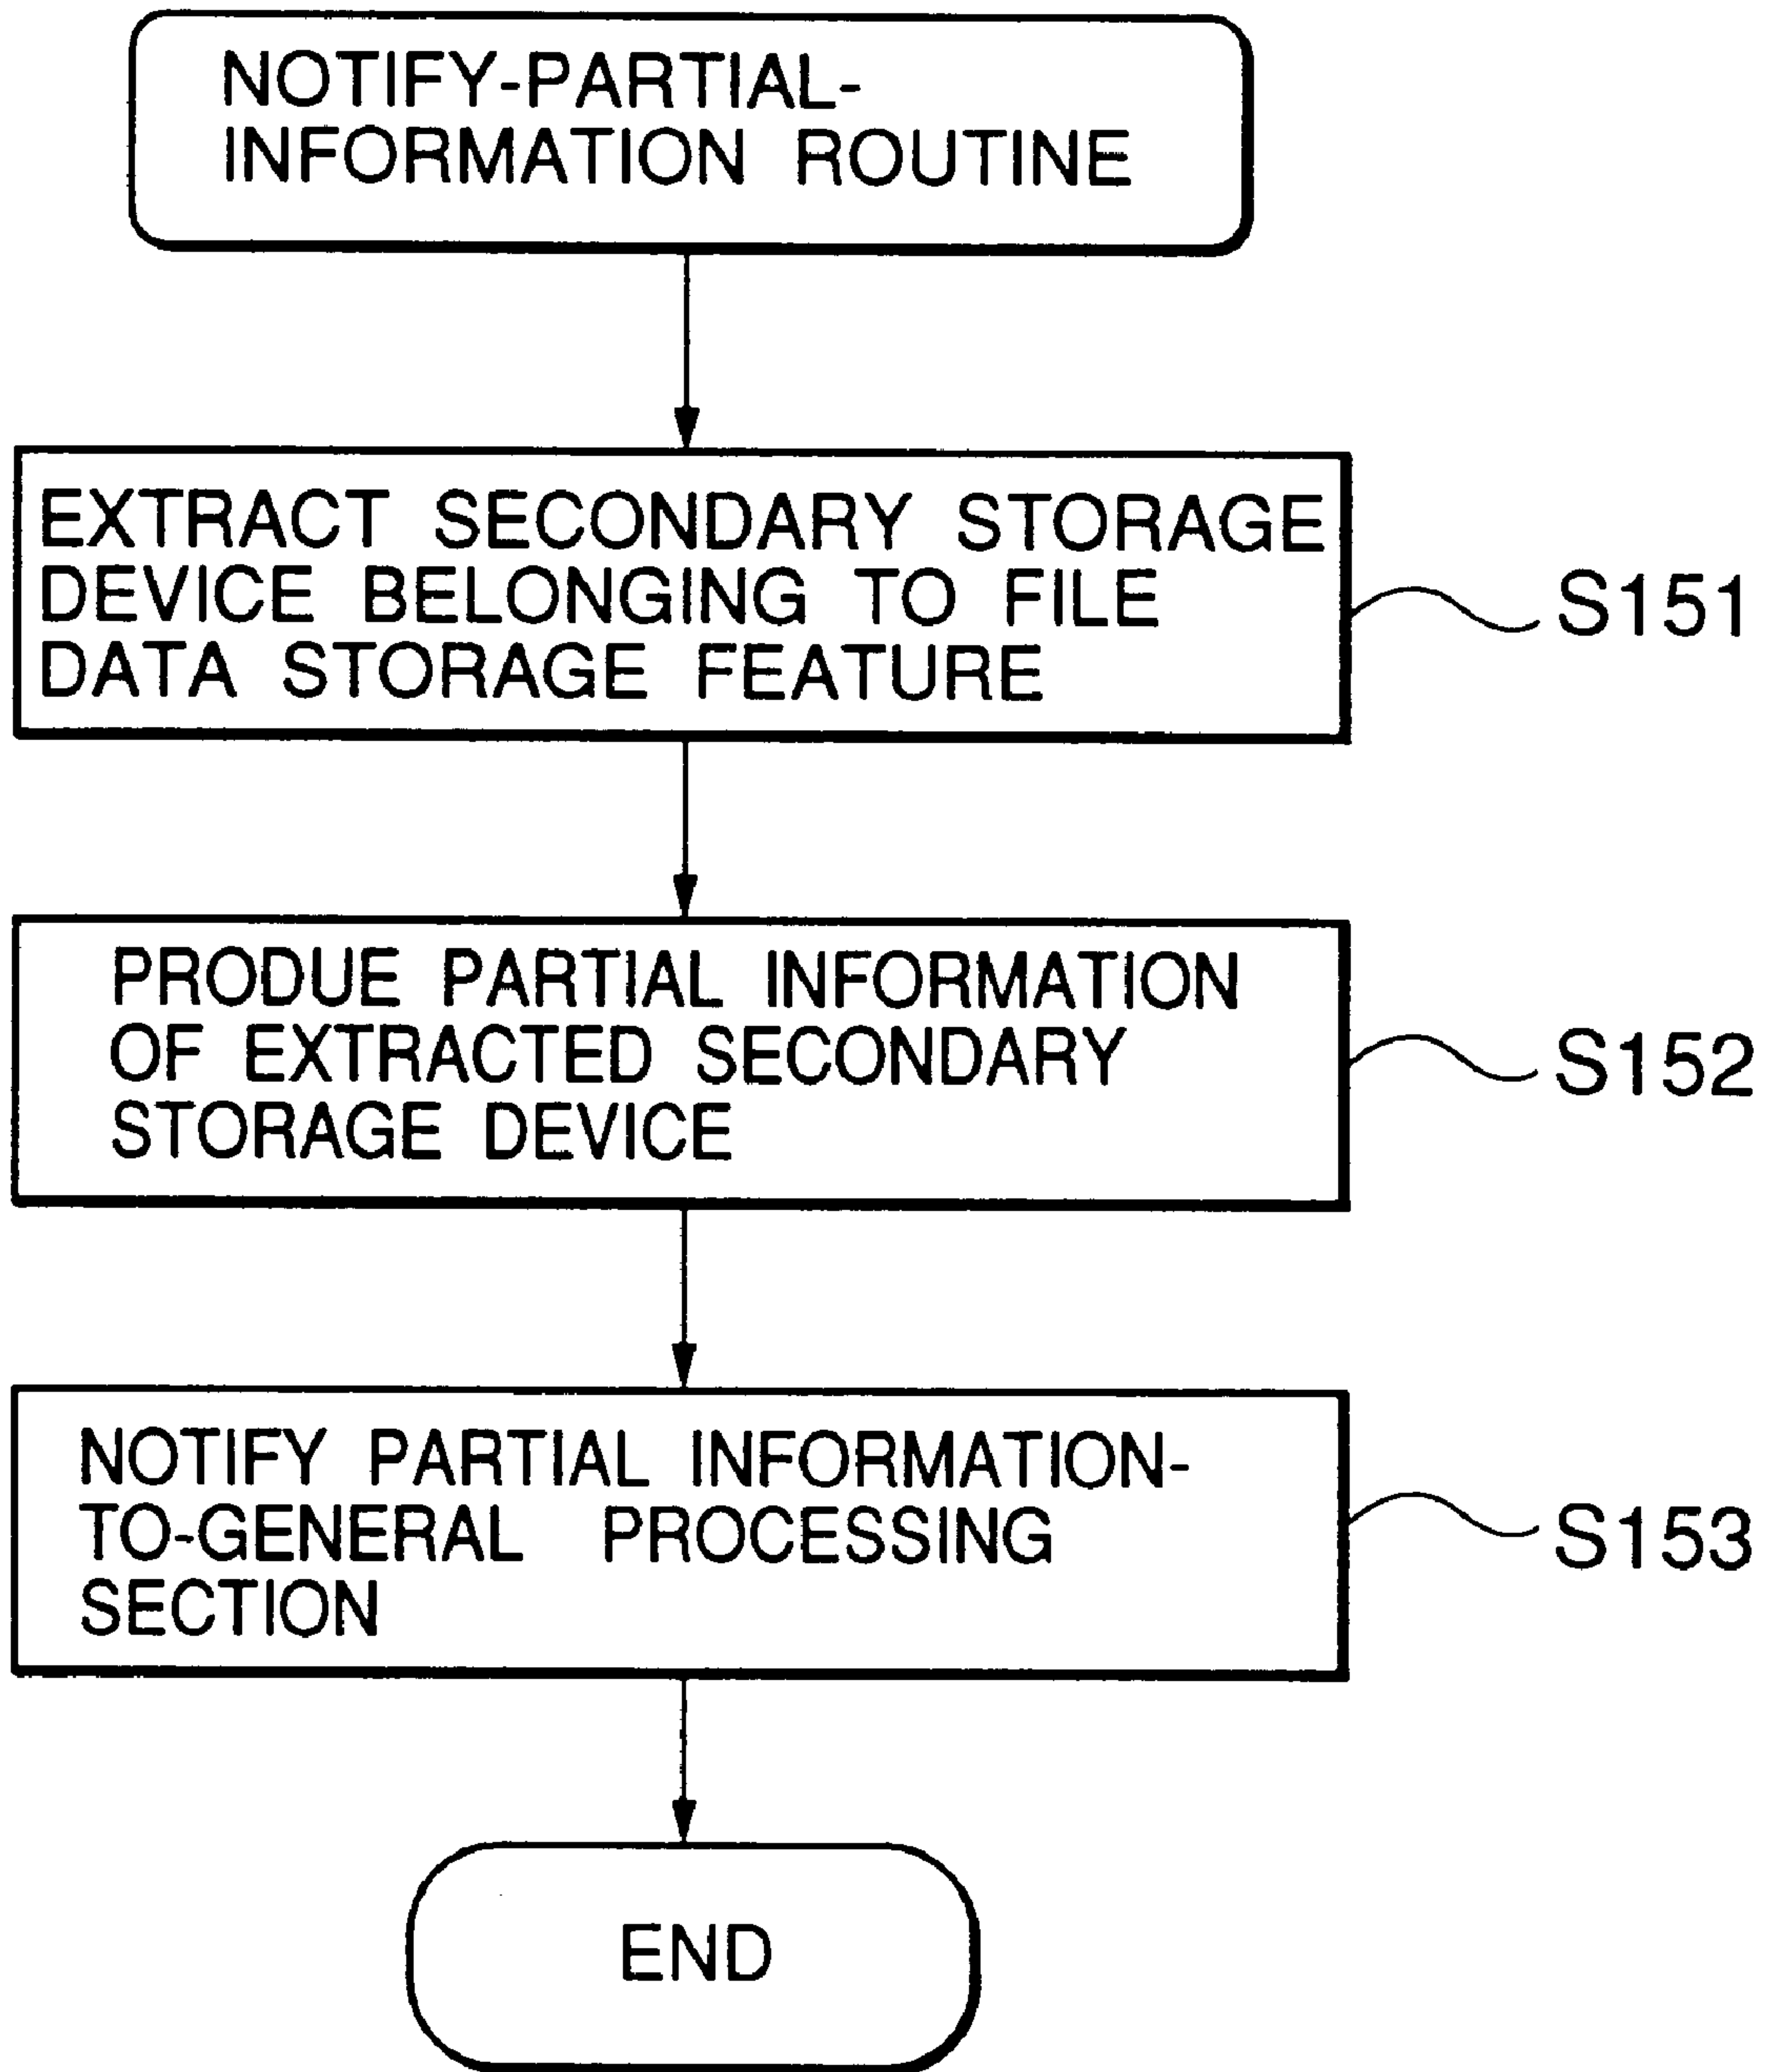 NOTIFY-PARTIAL-
INFORMATION ROUTINE
EXTRACT SECONDARY STORAGE
DEVICE BELONGING TO FILE
DATA STORAGE FEATURE
S151
PRODUE PARTIAL INFORMATION
OF EXTRACTED SECONDARY
STORAGE DEVICE
S152
NOTIFY PARTIAL INFORMATION-
TO-GENERAL PROCESSING
SECTION
S153
END